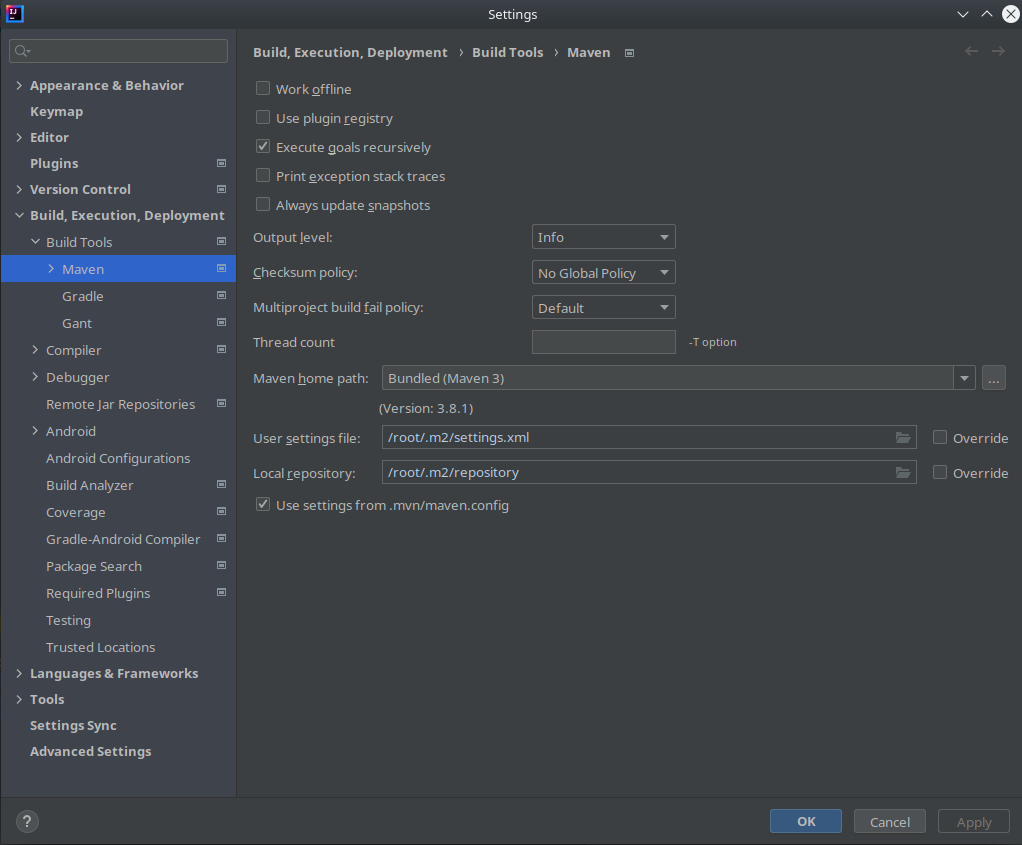 Settings
Appearance & Behavior
Keymap
Editor
Plugins
Version Control
Build, Execution, Deployment
Build Tools
Maven
Gradle
Gant
Compiler
Debugger
Remote Jar Repositories
Android
Android Configurations
Build Analyzer
Coverage
Gradle-Android Compiler
Package Search
Required Plugins
Testing
Trusted Locations
Languages & Frameworks
Tools
Settings Sync
Advanced Settings
Build, Execution, Deployment › Build Tools › Maven
Work offline
Use plugin registry
Execute goals recursively
Print exception stack traces
Always update snapshots
Output level: Info
Checksum policy: No Global Policy
Multiproject build fail policy: Default
Thread count -T option
Maven home path: Bundled (Maven 3) ...
(Version: 3.8.1)
User settings file: /root/.m2/settings.xml Override
Local repository: /root/.m2/repository Override
Use settings from .mvn/maven.config
? OK Cancel Apply